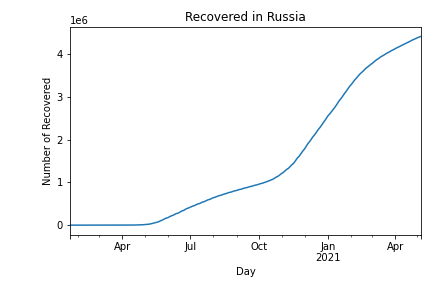 Recovered in Russia
1e6
4
3
2
1
0
Number of Recovered
Apr
Jul
Oct
Jan
2021
Apr
Day